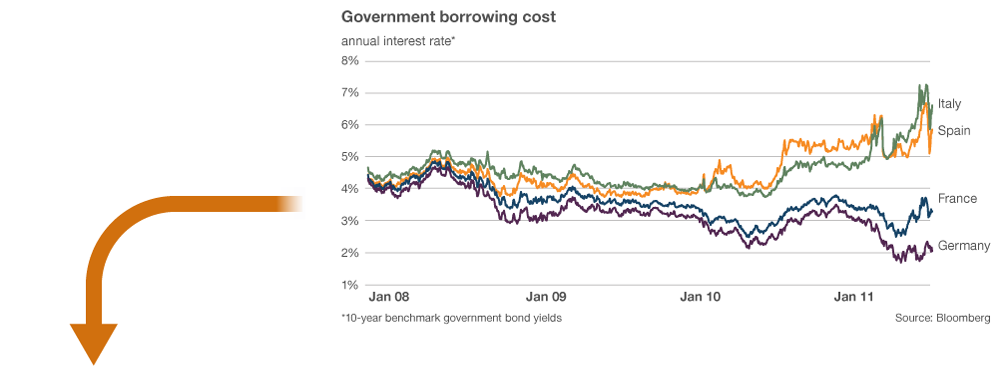 Government borrowing cost
annual interest rate*
8%
7%
6%
5%
4%
3%
2%
1%
Italy
Spain
France
Germany
Jan 08 Jan 09 Jan 10 Jan 11
*10-year benchmark government bond yields
Source: Bloomberg